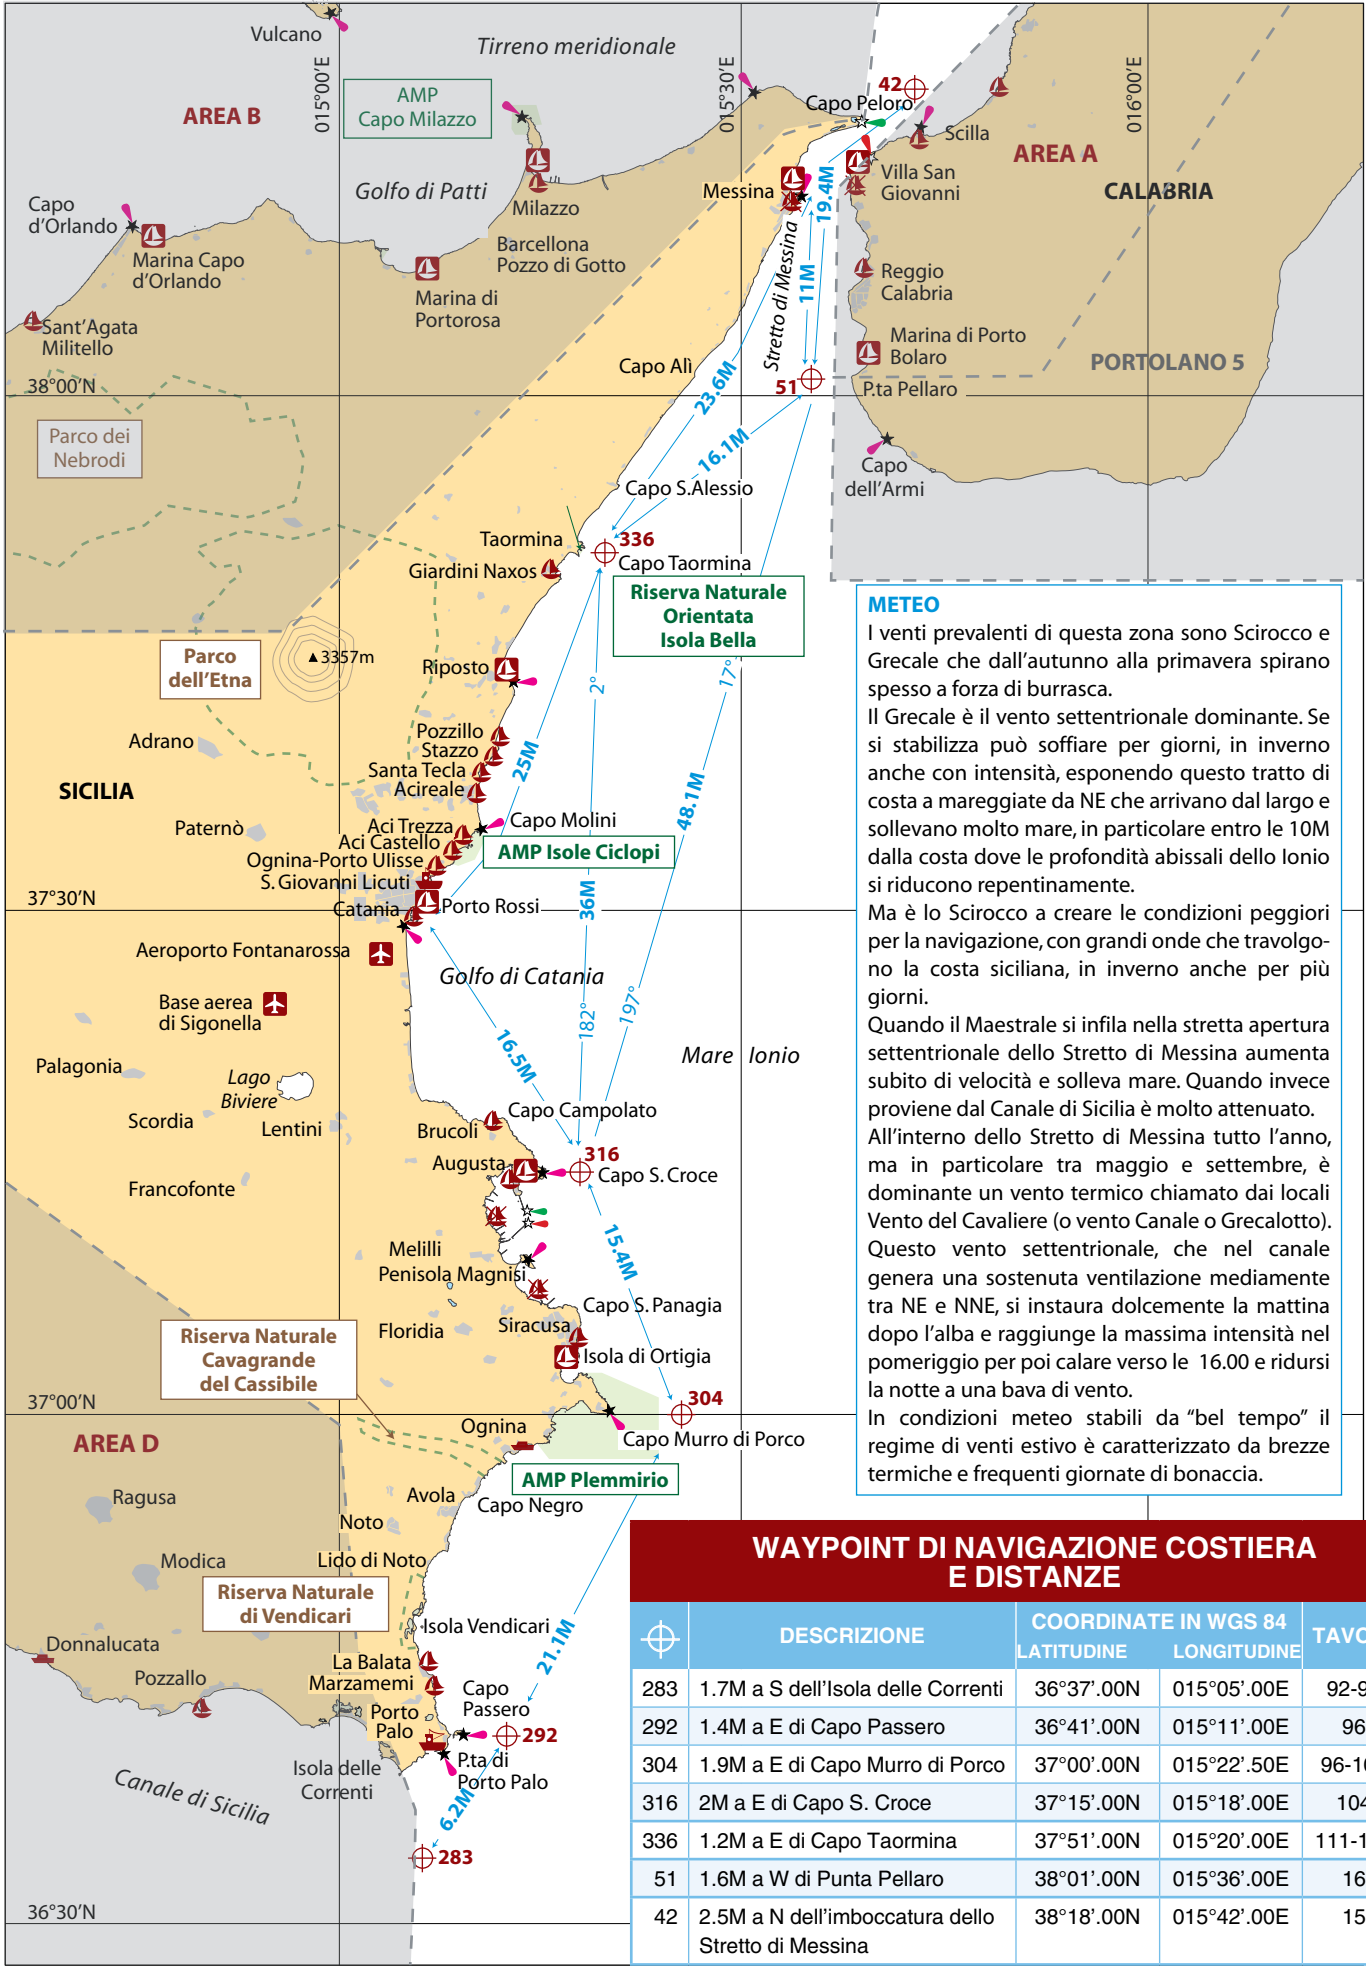 Vulcano
Tirreno meridionale
015°00'E
015°30'E
016°00'E
42
AREA B
AMP
Capo Milazzo
Capo Peloro
Scilla
AREA A
Golfo di Patti
Messina
Villa San
Giovanni
CALABRIA
19.4M
Capo
d'Orlando
Milazzo
Marina Capo
d'Orlando
Barcellona
Pozzo di Gotto
Stretto di Messina
11M
Reggio
Calabria
Marina di
Portorosa
Sant'Agata
Militello
Marina di Porto
Bolaro
PORTOLANO 5
Capo Alì
38°00'N
23.6M
51
P.ta Pellaro
Parco dei
Nebrodi
16.1M
Capo
dell'Armi
Capo S.Alessio
Taormina
336
Capo Taormina
Giardini Naxos
Riserva Naturale
Orientata
Isola Bella
Parco
dell'Etna
3357m
Riposto
2°
17°
Adrano
Pozzillo
Stazzo
25M
Santa Tecla
Acireale
SICILIA
48.1M
Paternò
Aci Trezza
Capo Molini
Aci Castello
AMP Isole Ciclopi
Ognina-Porto Ulisse
S. Giovanni Licuti
37°30'N
Catania
Porto Rossi
36M
Aeroporto Fontanarossa
Golfo di Catania
Base aerea
di Sigonella
182°
197°
16.5M
Mare Ionio
Palagonia
Lago
Biviere
Scordia
Lentini
Capo Campolato
Brucoli
316
Augusta
Capo S. Croce
Francofonte
15.4M
Melilli
Penisola Magnisi
Capo S. Panagia
Floridia
Siracusa
Isola di Ortigia
Riserva Naturale
Cavagrande
del Cassibile
37°00'N
304
Ognina
Capo Murro di Porco
AREA D
AMP Plemmirio
Ragusa
Avola
Capo Negro
Noto
Modica
Lido di Noto
Riserva Naturale
di Vendicari
Isola Vendicari
21.1M
Donnalucata
La Balata
Marzamemi
Pozzallo
Capo
Passero
Porto
Palo
292
P.ta di
Porto Palo
Isola delle
Correnti
Canale di Sicilia
6.2M
283
36°30'N
METEO
I venti prevalenti di questa zona sono Scirocco e
Grecale che dall'autunno alla primavera spirano
spesso a forza di burrasca.
Il Grecale è il vento settentrionale dominante. Se
si stabilizza può soffiare per giorni, in inverno
anche con intensità, esponendo questo tratto di
costa a mareggiate da NE che arrivano dal largo e
sollevano molto mare, in particolare entro le 10M
dalla costa dove le profondità abissali dello Ionio
si riducono repentinamente.
Ma è lo Scirocco a creare le condizioni peggiori
per la navigazione, con grandi onde che travolgo-
no la costa siciliana, in inverno anche per più
giorni.
Quando il Maestrale si infila nella stretta apertura
settentrionale dello Stretto di Messina aumenta
subito di velocità e solleva mare. Quando invece
proviene dal Canale di Sicilia è molto attenuato.
All'interno dello Stretto di Messina tutto l'anno,
ma in particolare tra maggio e settembre, è
dominante un vento termico chiamato dai locali
Vento del Cavaliere (o vento Canale o Grecalotto).
Questo vento settentrionale, che nel canale
genera una sostenuta ventilazione mediamente
tra NE e NNE, si instaura dolcemente la mattina
dopo l'alba e raggiunge la massima intensità nel
pomeriggio per poi calare verso le 16.00 e ridursi
la notte a una bava di vento.
In condizioni meteo stabili da "bel tempo" il
regime di venti estivo è caratterizzato da brezze
termiche e frequenti giornate di bonaccia.
WAYPOINT DI NAVIGAZIONE COSTIERA
E DISTANZE
DESCRIZIONE COORDINATE IN WGS 84 TAVO
LATITUDINE LONGITUDINE
283 1.7M a S dell'Isola delle Correnti 36°37'.00N 015°05'.00E 92-9
292 1.4M a E di Capo Passero 36°41'.00N 015°11'.00E 96
304 1.9M a E di Capo Murro di Porco 37°00'.00N 015°22'.50E 96-10
316 2M a E di Capo S. Croce 37°15'.00N 015°18'.00E 104
336 1.2M a E di Capo Taormina 37°51'.00N 015°20'.00E 111-1
51 1.6M a W di Punta Pellaro 38°01'.00N 015°36'.00E 16
42 2.5M a N dell'imboccatura dello 38°18'.00N 015°42'.00E 15
Stretto di Messina